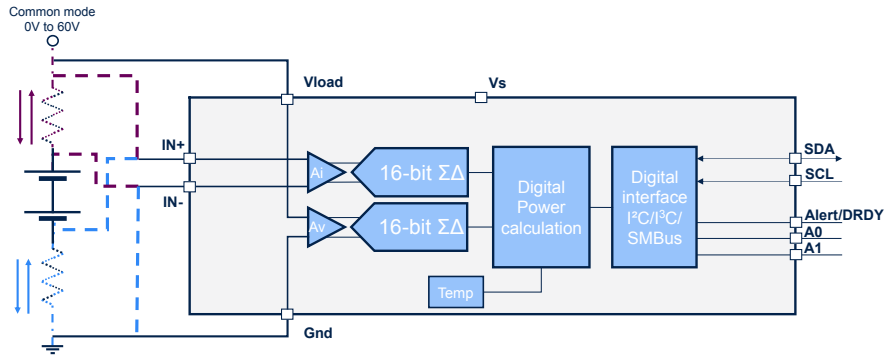 Common mode
0V to 60V
Vload
Vs
IN+
IN-
Ai
16-bit ΣΔ
Av
16-bit ΣΔ
Digital
Power
calculation
Digital
interface
I²C/I³C/
SMBus
Temp
SDA
SCL
Alert/DRDY
A0
A1
Gnd